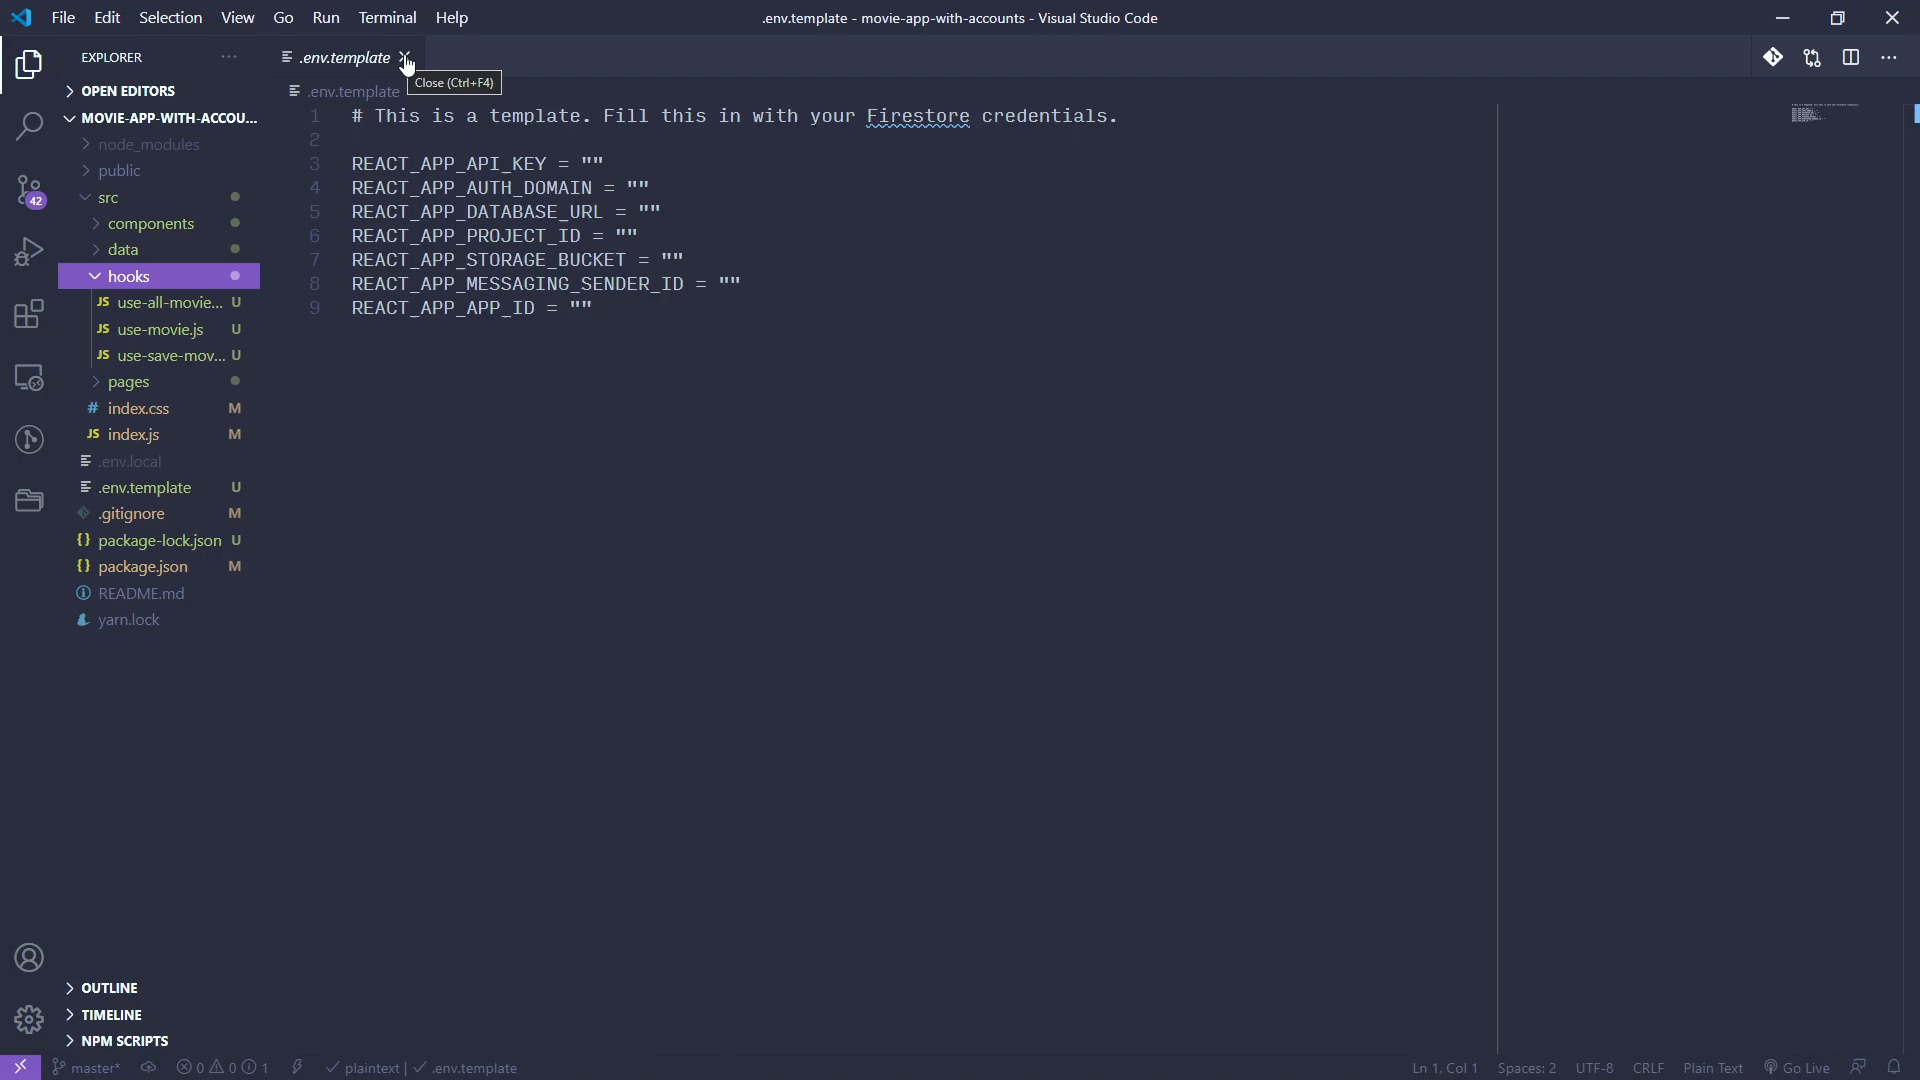 File Edit Selection View Go Run Terminal Help
.env.template - movie-app-with-accounts - Visual Studio Code
EXPLORER
.env.template
Close (Ctrl+F4)
OPEN EDITORS
.env.template
MOVIE-APP-WITH-ACCOU...
node_modules
public
src
42
components
data
hooks
JS use-all-movie... U
JS use-movie.js U
JS use-save-mov... U
pages
# index.css M
JS index.js M
.env.local
.env.template U
.gitignore M
{} package-lock.json U
{} package.json M
README.md
yarn.lock
1 # This is a template. Fill this in with your Firestore credentials.
2
3 REACT_APP_API_KEY = ""
4 REACT_APP_AUTH_DOMAIN = ""
5 REACT_APP_DATABASE_URL = ""
6 REACT_APP_PROJECT_ID = ""
7 REACT_APP_STORAGE_BUCKET = ""
8 REACT_APP_MESSAGING_SENDER_ID = ""
9 REACT_APP_APP_ID = ""
OUTLINE
TIMELINE
NPM SCRIPTS
master* 0 0 1 plaintext | .env.template Ln 1, Col 1 Spaces: 2 UTF-8 CRLF Plain Text Go Live